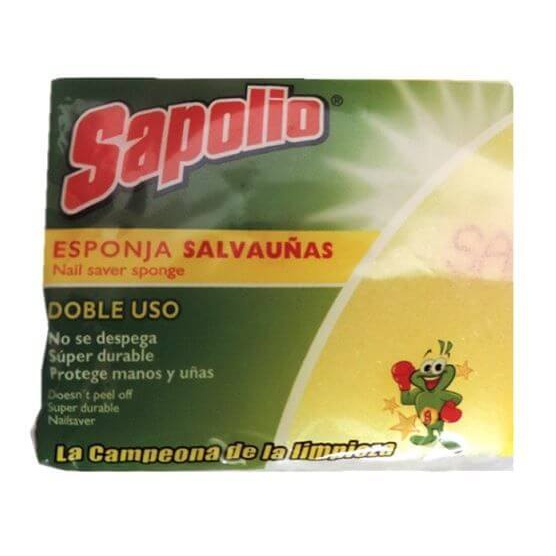 Sapolio®
ESPONJA SALVAUÑAS
Nail saver sponge
DOBLE USO
No se despega
Súper durable
Protege manos y uñas
Doesn't peel off
Super durable
Nailsaver
SA
La Campeona de la limpieza